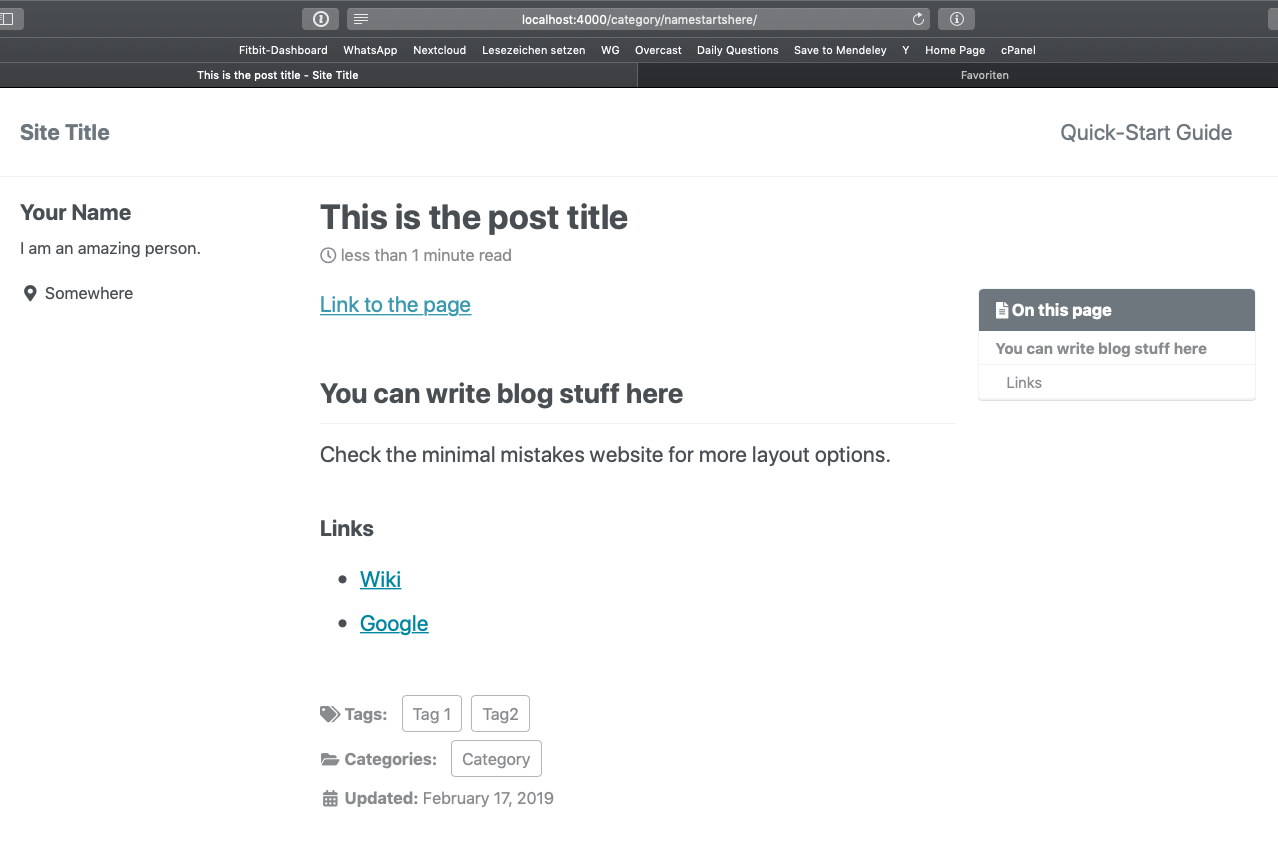 localhost:4000/category/namestartshere/
Fitbit-Dashboard WhatsApp Nextcloud Lesezeichen setzen WG Overcast Daily Questions Save to Mendeley Y Home Page cPanel
This is the post title - Site Title Favoriten
Site Title Quick-Start Guide
Your Name
I am an amazing person.
Somewhere
This is the post title
less than 1 minute read
Link to the page
On this page
You can write blog stuff here
Links
You can write blog stuff here
Check the minimal mistakes website for more layout options.
Links
Wiki
Google
Tags: Tag 1 Tag2
Categories: Category
Updated: February 17, 2019